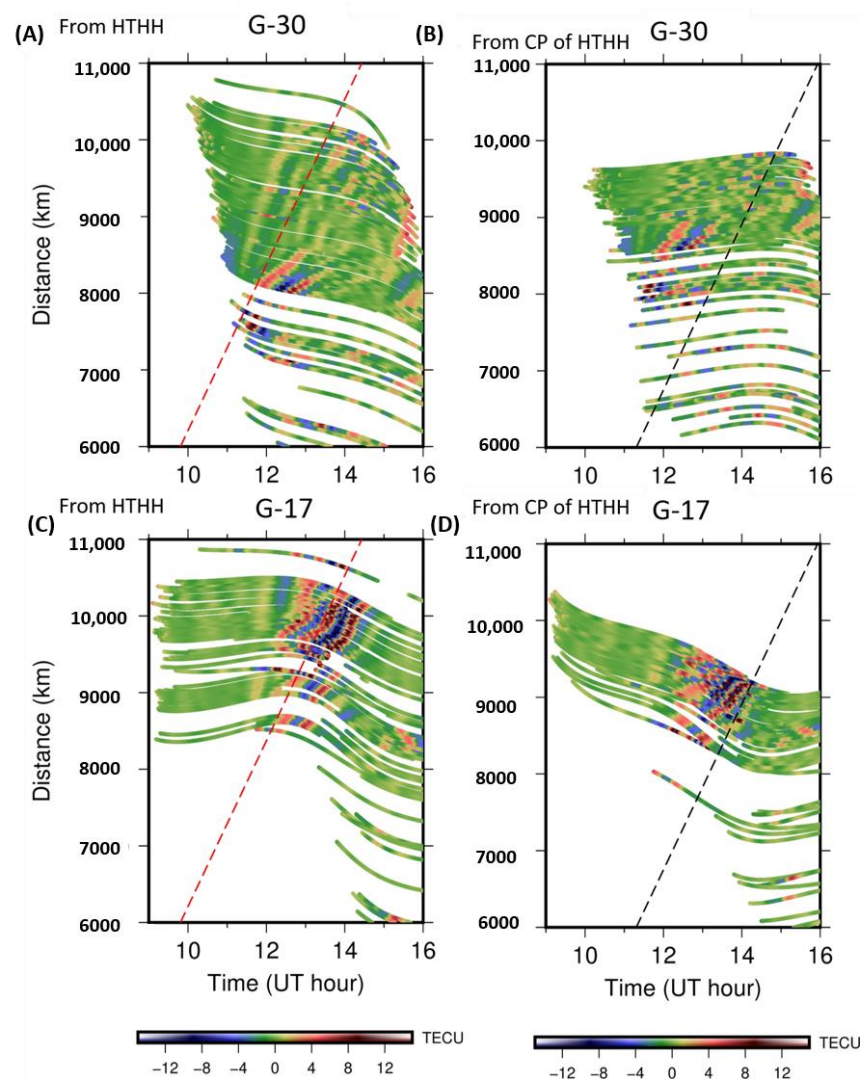 (A) From HTHH G-30
(B) From CP of HTHH G-30
11,000
10,000
9000
8000
7000
6000
Distance (km)
10 12 14 16
11,000
10,000
9000
8000
7000
6000
10 12 14 16
(C) From HTHH G-17
(D) From CP of HTHH G-17
11,000
10,000
9000
8000
7000
6000
Distance (km)
10 12 14 16
Time (UT hour)
11,000
10,000
9000
8000
7000
6000
10 12 14 16
Time (UT hour)
TECU
−12 −8 −4 0 4 8 12
TECU
−12 −8 −4 0 4 8 12